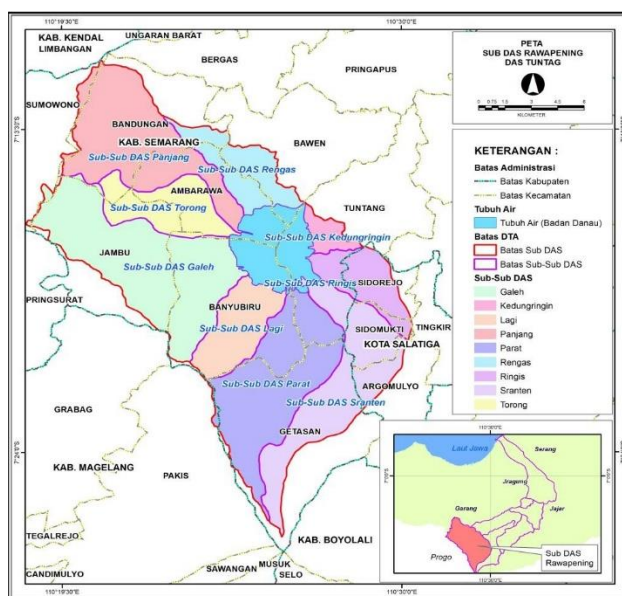 110°19'30"E
110°30'0"E
PETA
SUB DAS RAWAPENING
DAS TUNTAG
KILOMETER
KETERANGAN :
Batas Administrasi
Batas Kabupaten
Batas Kecamatan
Tubuh Air
Tubuh Air (Badan Danau)
Batas DTA
Batas Sub DAS
Batas Sub-Sub DAS
Sub-Sub DAS
Galeh
Kedungringin
Lagi
Panjang
Parat
Rengas
Ringis
Sranten
Torong
KAB. KENDAL
LIMBANGAN
UNGARAN BARAT
BERGAS
PRINGAPUS
SUMOWONO
BANDUNGAN
KAB. SEMARANG
BAWEN
Sub-Sub DAS Panjang
Sub-Sub DAS Rengas
AMBARAWA
Sub-Sub DAS Torong
TUNTANG
Sub-Sub DAS Kedungringin
JAMBU
Sub-Sub DAS Galeh
Sub-Sub DAS Ringis
SIDOREJO
PRINGSURAT
BANYUBIRU
Sub-Sub DAS Lagi
SIDOMUKTI
TINGKIR
KOTA SALATIGA
Sub-Sub DAS Parat
ARGOMULYO
Sub-Sub DAS Sranten
GRABAG
GETASAN
KAB. MAGELANG
PAKIS
TEGALREJO
KAB. BOYOLALI
CANDIMULYO
SAWANGAN
MUSUK
SELO
7°13'3"S
7°24'5"S
110°19'30"E
110°30'0"E
Laut Jawa
Serang
Jragung
Garang
Jajar
Progo
Sub DAS
Rawapening